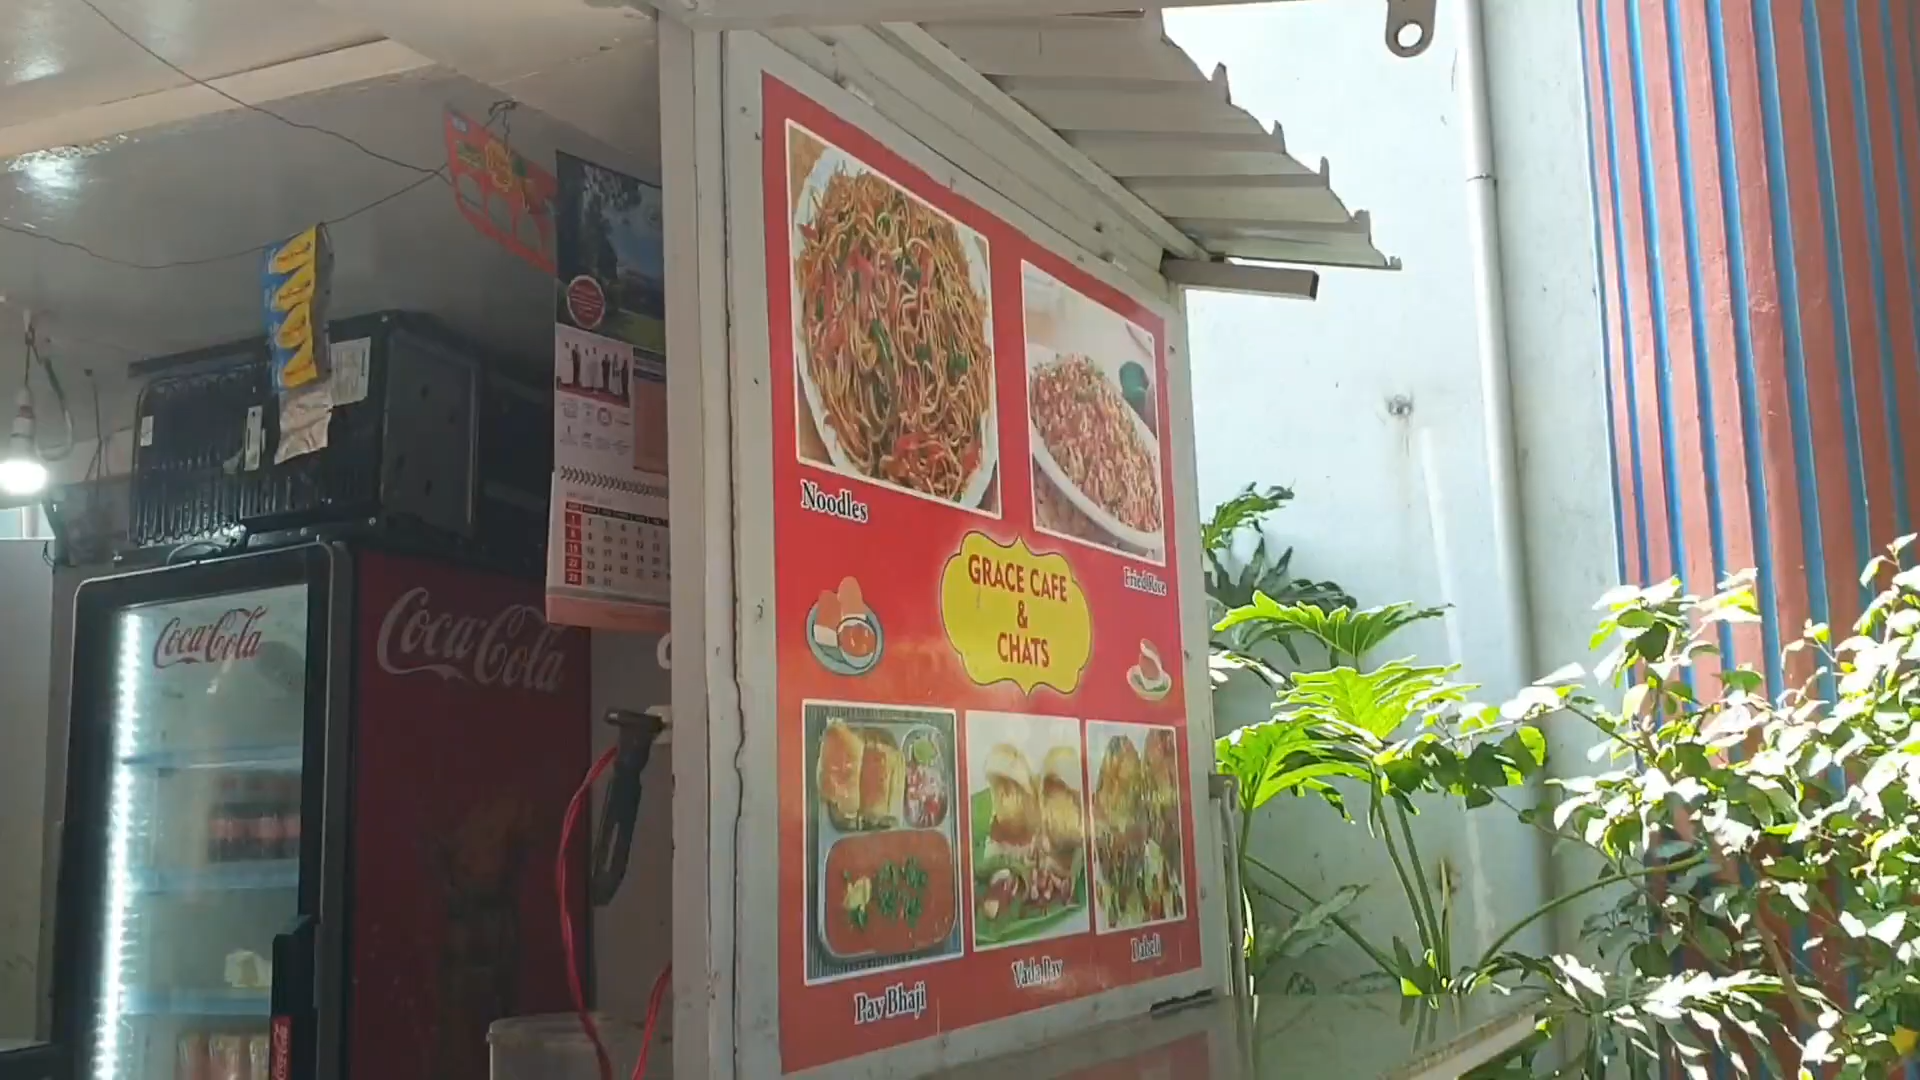 Coca-Cola
Coca-Cola
Noodles
Fried Rice
GRACE CAFE
&
CHATS
Pav Bhaji
Vada Pav
Dabeli